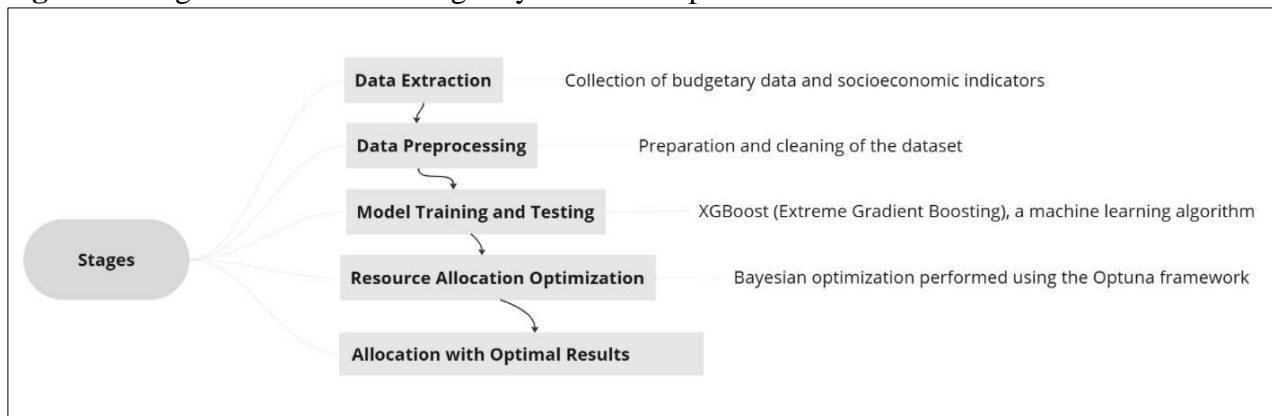 Stages
Data Extraction
Collection of budgetary data and socioeconomic indicators
Data Preprocessing
Preparation and cleaning of the dataset
Model Training and Testing
XGBoost (Extreme Gradient Boosting), a machine learning algorithm
Resource Allocation Optimization
Bayesian optimization performed using the Optuna framework
Allocation with Optimal Results